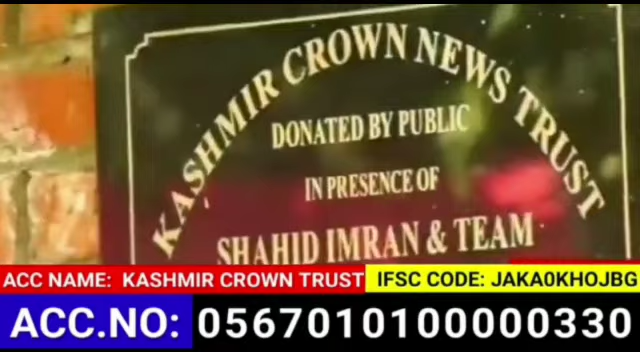 KASHMIR CROWN NEWS TRUST
DONATED BY PUBLIC
IN PRESENCE OF
SHAHID IMRAN & TEAM
ACC NAME: KASHMIR CROWN TRUST IFSC CODE: JAKA0KHOJBG
ACC.NO: 0567010100000330